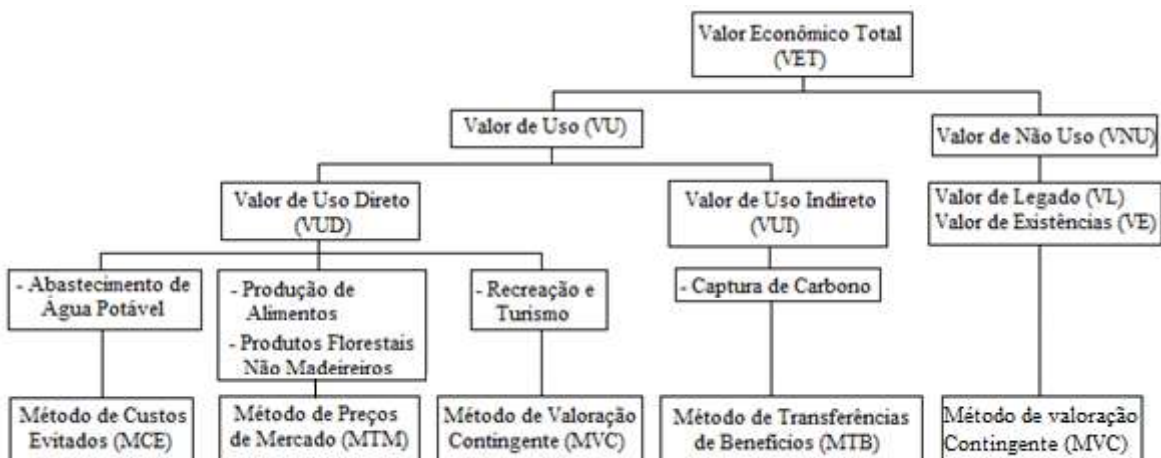 Valor Econômico Total
(VET)
Valor de Uso (VU)
Valor de Não Uso (VNU)
Valor de Uso Direto
(VUD)
Valor de Uso Indireto
(VUI)
Valor de Legado (VL)
Valor de Existências (VE)
- Abastecimento de
Água Potável
- Produção de
Alimentos
- Produtos Florestais
Não Madeireiros
- Recreação e
Turismo
- Captura de Carbono
Método de Custos
Evitados (MCE)
Método de Preços
de Mercado (MTM)
Método de Valoração
Contingente (MVC)
Método de Transferências
de Benefícios (MTB)
Método de valoração
Contingente (MVC)